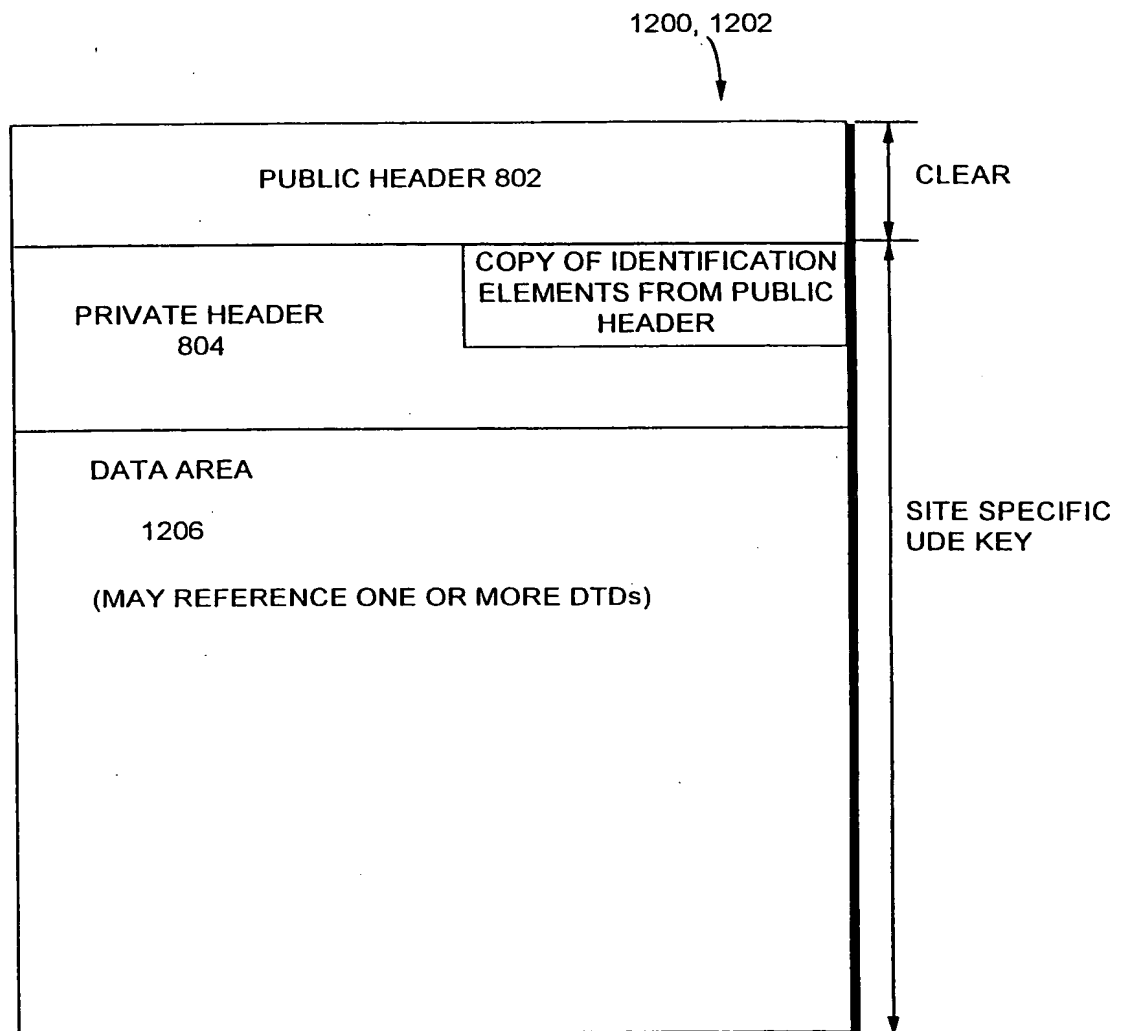 1200, 1202
PUBLIC HEADER 802
CLEAR
COPY OF IDENTIFICATION
ELEMENTS FROM PUBLIC
HEADER
PRIVATE HEADER
804
DATA AREA
1206
(MAY REFERENCE ONE OR MORE DTDs)
SITE SPECIFIC
UDE KEY